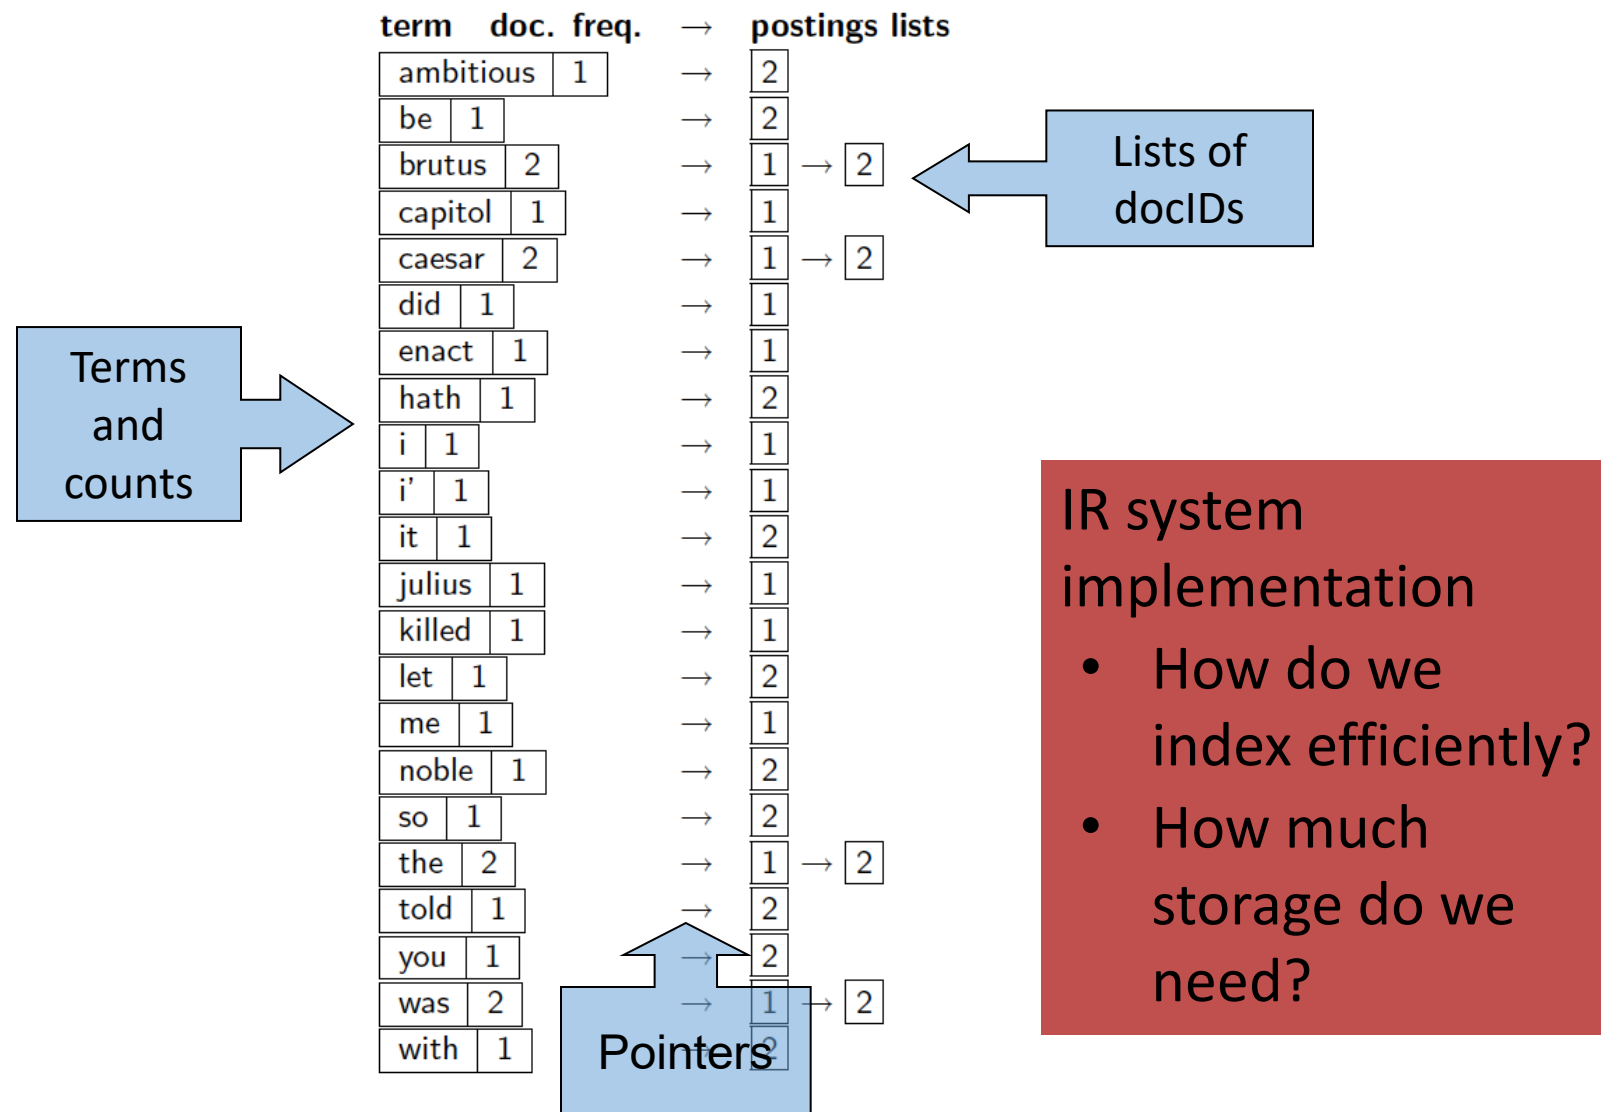 term doc. freq. → postings lists
ambitious 1 → 2
be 1 → 2
brutus 2 → 1 → 2
capitol 1 → 1
caesar 2 → 1 → 2
did 1 → 1
enact 1 → 1
hath 1 → 2
i 1 → 1
i' 1 → 1
it 1 → 2
julius 1 → 1
killed 1 → 1
let 1 → 2
me 1 → 1
noble 1 → 2
so 1 → 2
the 2 → 1 → 2
told 1 → 2
you 1 → 2
was 2 → 1 → 2
with 1 → 2
Terms
and
counts
Lists of
docIDs
Pointers
IR system
implementation
• How do we
index efficiently?
• How much
storage do we
need?